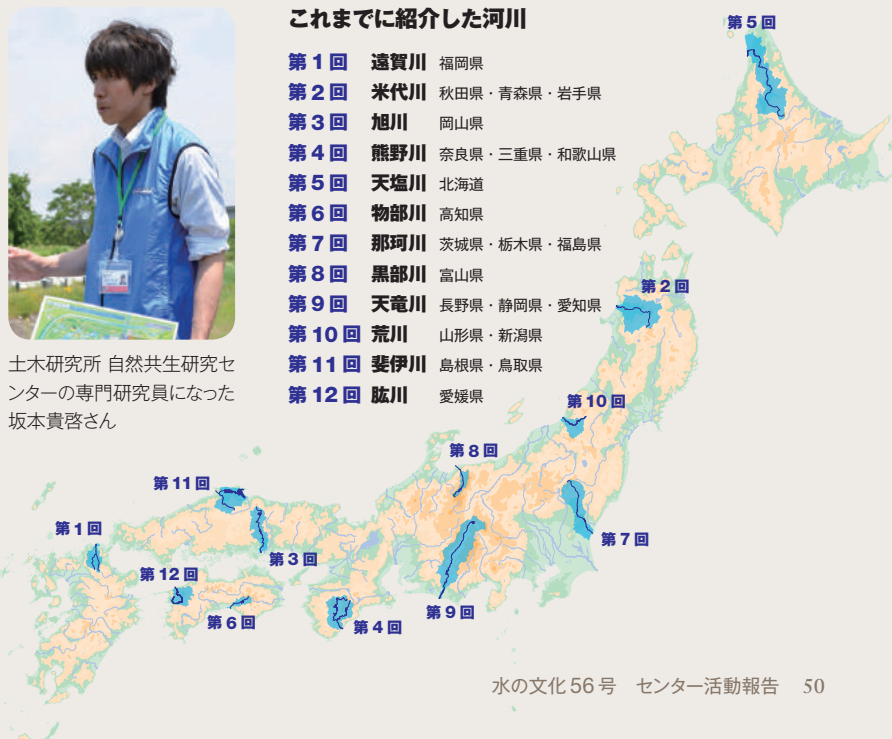 これまでに紹介した河川
第1回 遠賀川 福岡県
第2回 米代川 秋田県・青森県・岩手県
第3回 旭川 岡山県
第4回 熊野川 奈良県・三重県・和歌山県
第5回 天塩川 北海道
第6回 物部川 高知県
第7回 那珂川 茨城県・栃木県・福島県
第8回 黒部川 富山県
第9回 天竜川 長野県・静岡県・愛知県
第10回 荒川 山形県・新潟県
第11回 斐伊川 島根県・鳥取県
第12回 肱川 愛媛県
土木研究所 自然共生研究セ
ンターの専門研究員になった
坂本貴啓さん
第5回
第2回
第10回
第8回
第11回
第1回
第3回
第7回
第12回
第6回
第9回
第4回
水の文化56号 センター活動報告 50